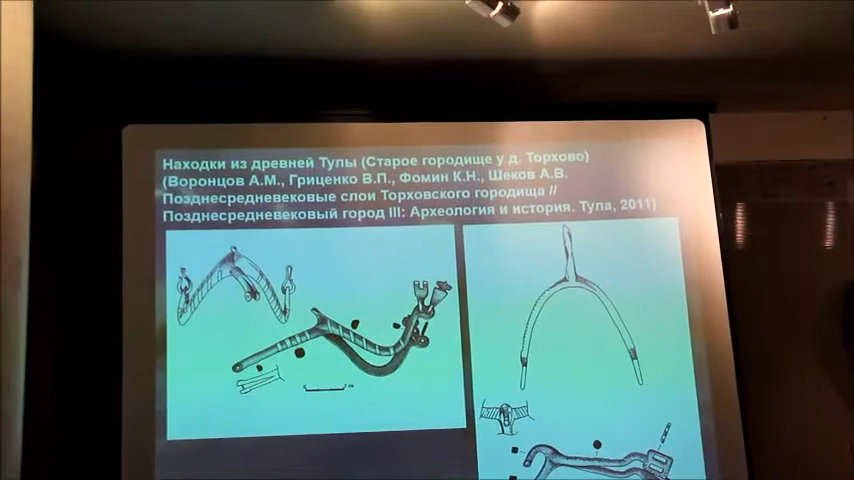 Находки из древней Тулы (Старое городище у д. Торхово)
(Воронцов А.М., Гриценко В.П., Фомин К.Н., Шеков А.В.
Позднесредневековые слои Торховского городища //
Позднесредневековый город III: Археология и история. Тула, 2011)